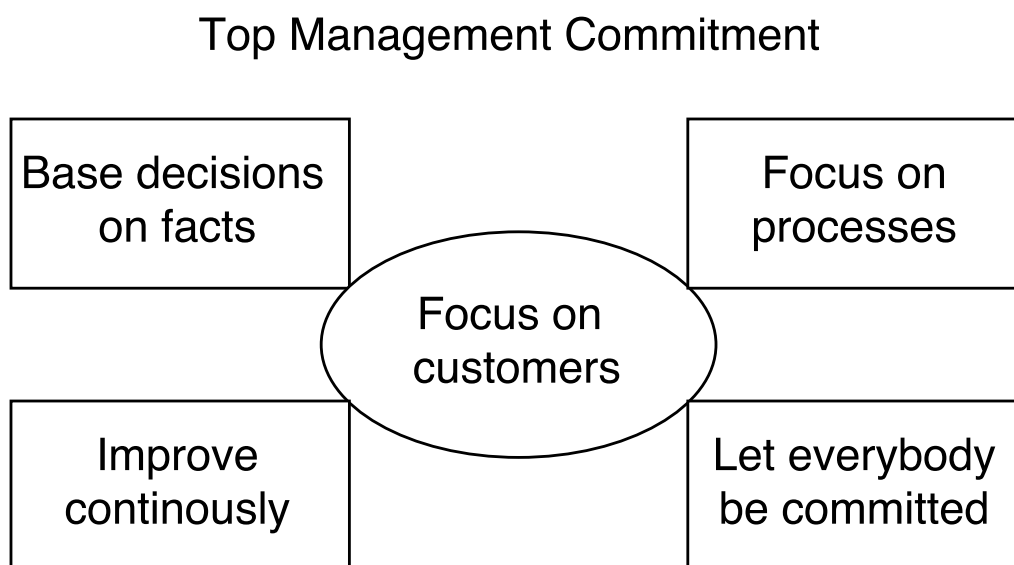 Top Management Commitment
Base decisions
on facts
Focus on
processes
Focus on
customers
Improve
continously
Let everybody
be committed